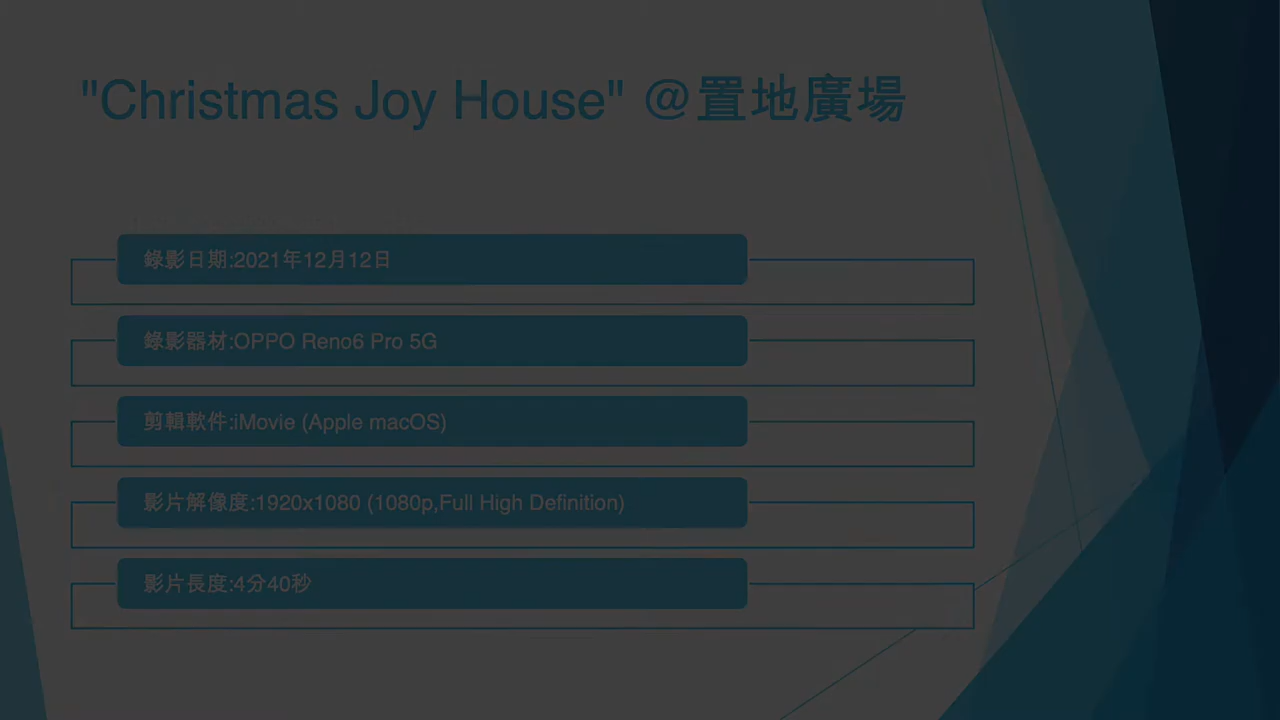 "Christmas Joy House" @置地廣場
錄影日期:2021年12月12日
錄影器材:OPPO Reno6 Pro 5G
剪輯軟件:iMovie (Apple macOS)
影片解像度:1920x1080 (1080p,Full High Definition)
影片長度:4分40秒